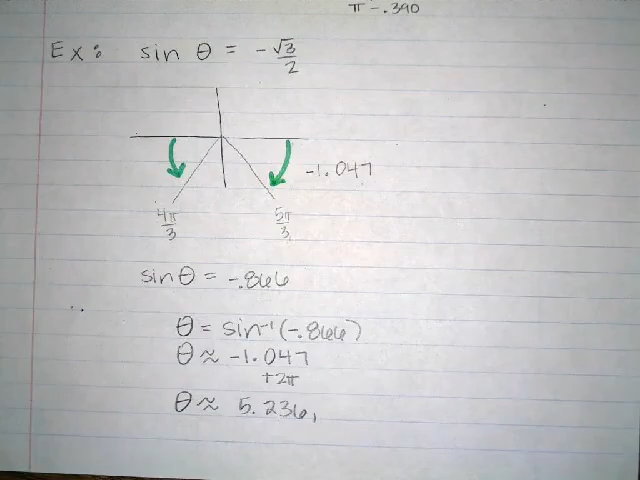 π - .340
Ex: sin θ = -√3/2
-1.047
4π/3 5π/3
sin θ = -.866
θ = sin⁻¹(-.866)
θ ≈ -1.047
+2π
θ ≈ 5.236,